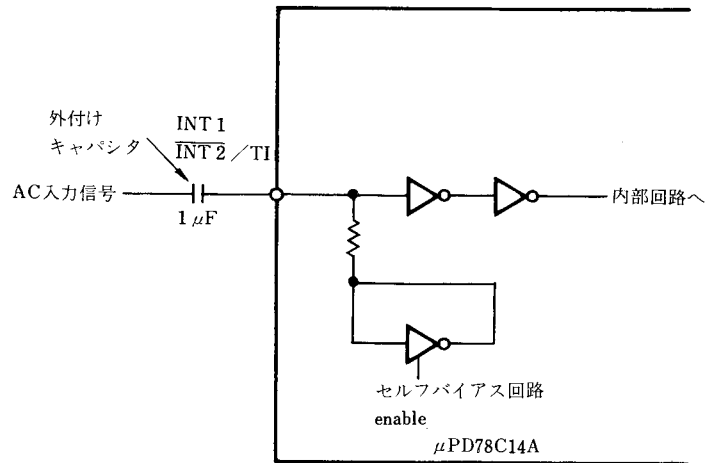 外付け
キャパシタ
INT 1
INT 2／TI
AC入力信号
1 μF
内部回路へ
セルフバイアス回路
enable
μPD78C14A